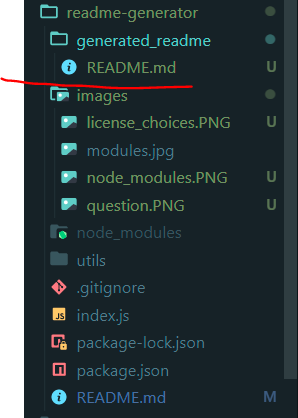 readme-generator
generated_readme
README.md U
images
license_choices.PNG U
modules.jpg
node_modules.PNG U
question.PNG U
node_modules
utils
.gitignore
JS index.js
package-lock.json
package.json
README.md M